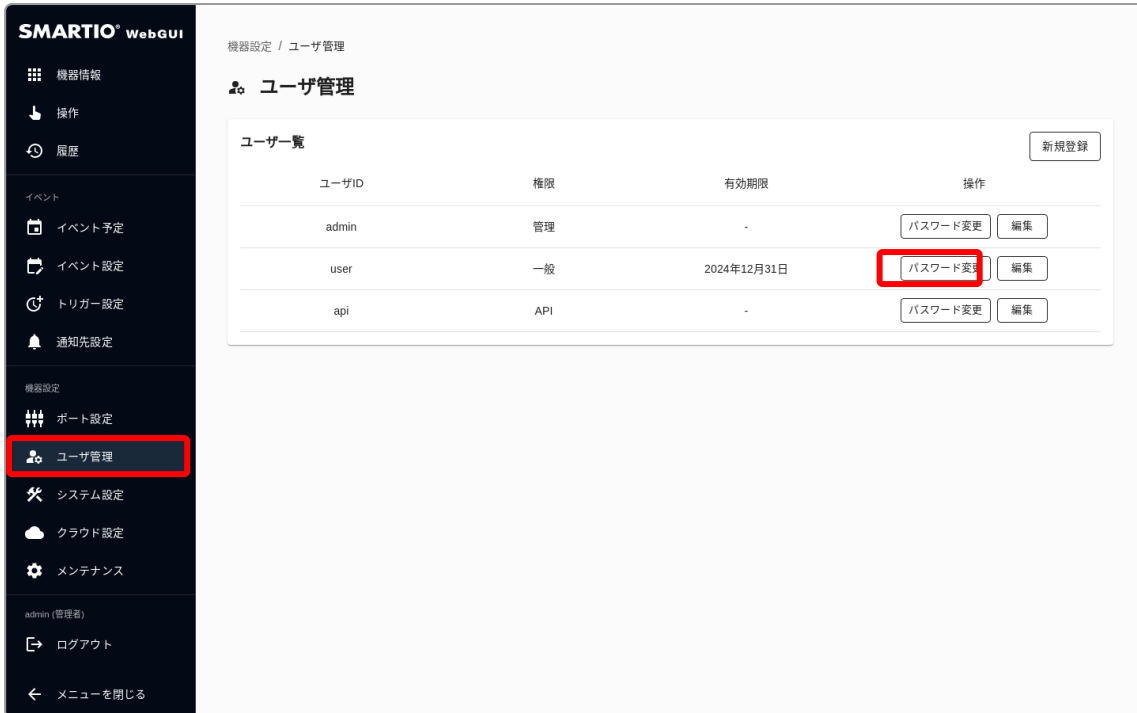 SMARTIO® WebGUI
機器情報
操作
履歴
イベント
イベント予定
イベント設定
トリガー設定
通知先設定
機器設定
ポート設定
ユーザ管理
システム設定
クラウド設定
メンテナンス
admin (管理者)
ログアウト
メニューを閉じる
機器設定 / ユーザ管理
ユーザ管理
ユーザ一覧
新規登録
ユーザID 権限 有効期限 操作
admin 管理 - パスワード変更 編集
user 一般 2024年12月31日 パスワード変更 編集
api API - パスワード変更 編集